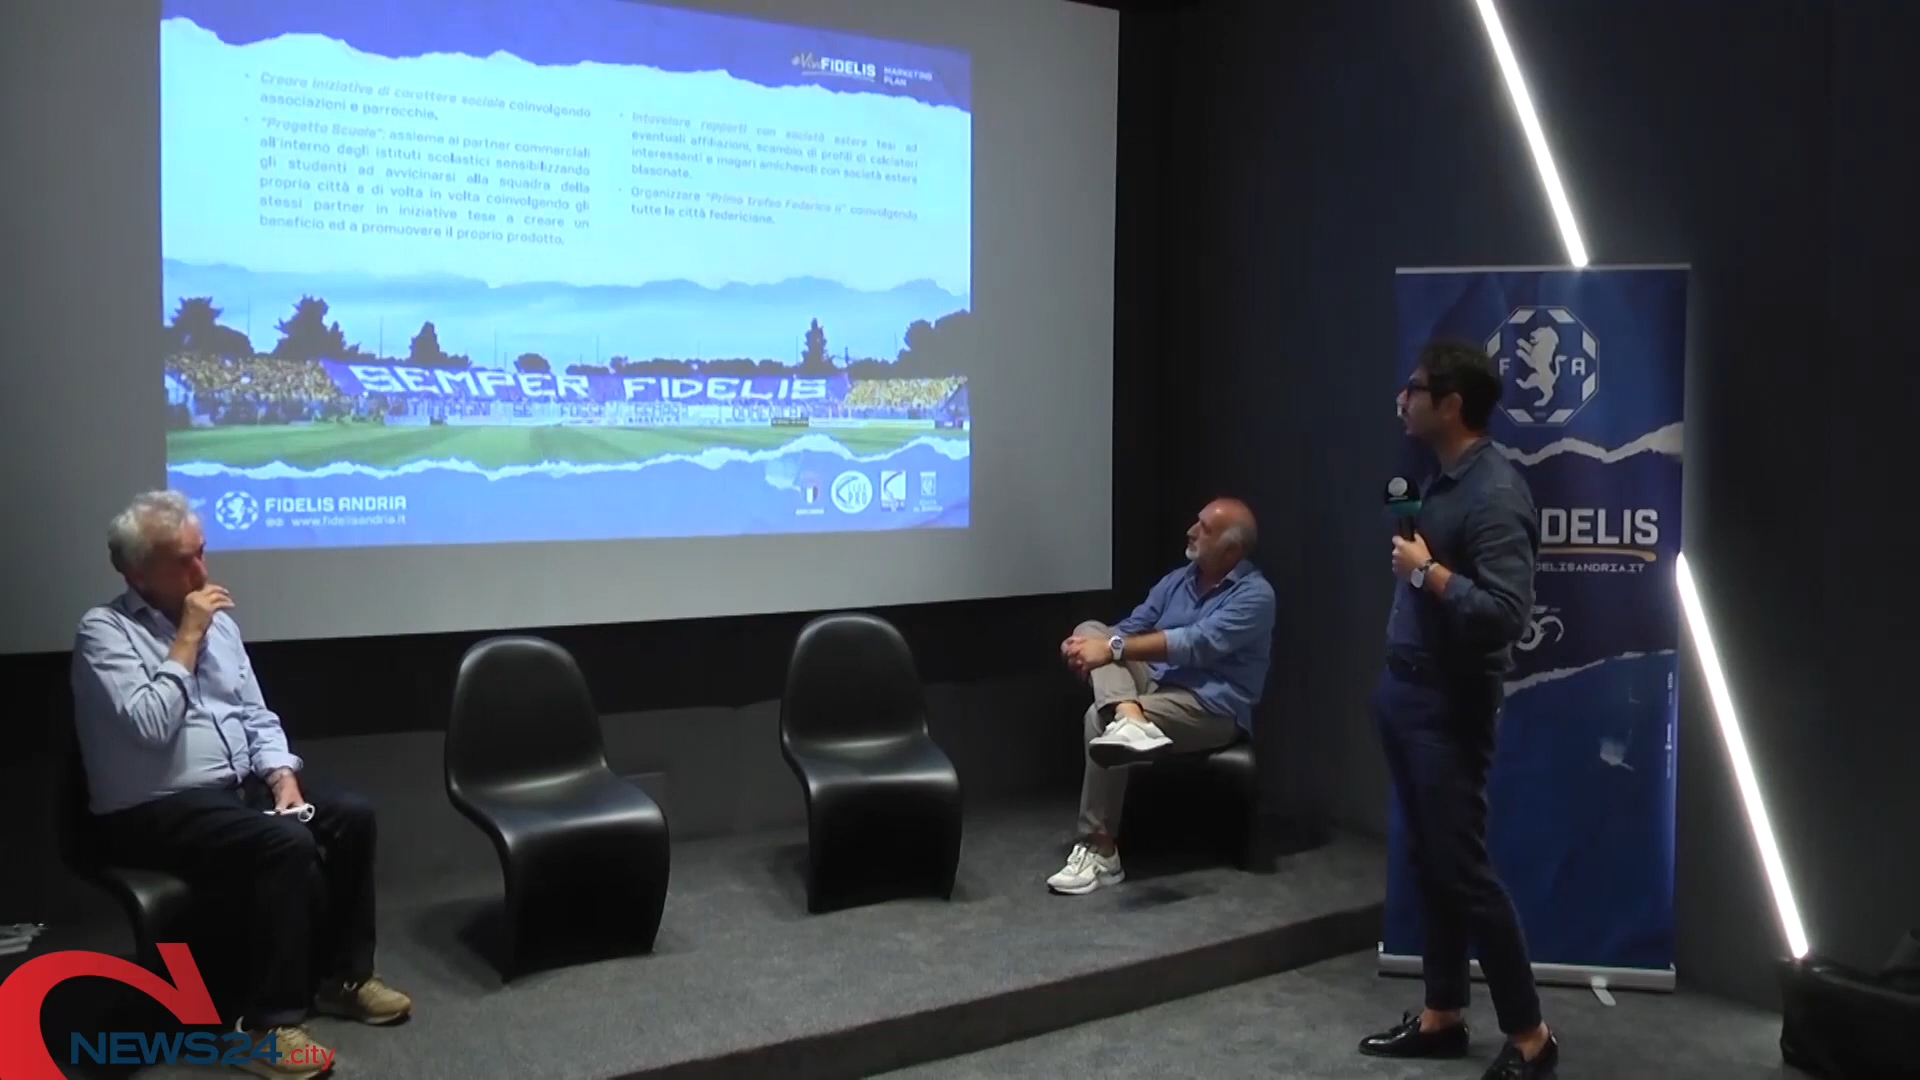 #ViviFIDELIS
MARKETING
PLAN
• Creare iniziative di carattere sociale coinvolgendo
associazioni e parrocchie.
• "Progetto Scuola": assieme ai partner commerciali
all'interno degli istituti scolastici sensibilizzando
gli studenti ad avvicinarsi alla squadra della
propria città e di volta in volta coinvolgendo gli
stessi partner in iniziative tese a creare un
beneficio ed a promuovere il proprio prodotto.
• Intavolare rapporti con società estere tesi ad
eventuali affiliazioni, scambio di profili di calciatori
interessanti e magari amichevoli con società estere
blasonate.
• Organizzare "Primo trofeo Federico II" coinvolgendo
tutte le città federiciane.
SEMPER FIDELIS
FIDELIS ANDRIA
www.fidelisandria.it
F A
FIDELIS
DELISANDRIA.IT
NEWS24.city